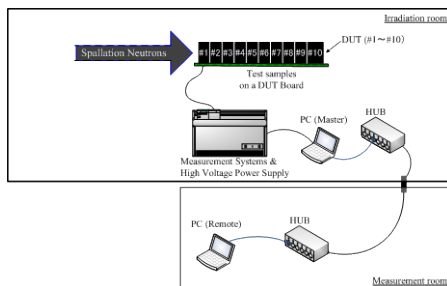 Irradiation room
Spallation Neutrons
#1 #2 #3 #4 #5 #6 #7 #8 #9 #10
DUT (#1～#10)
Test samples
on a DUT Board
PC (Master)
HUB
Measurement Systems &
High Voltage Power Supply
PC (Remote)
HUB
Measurement room